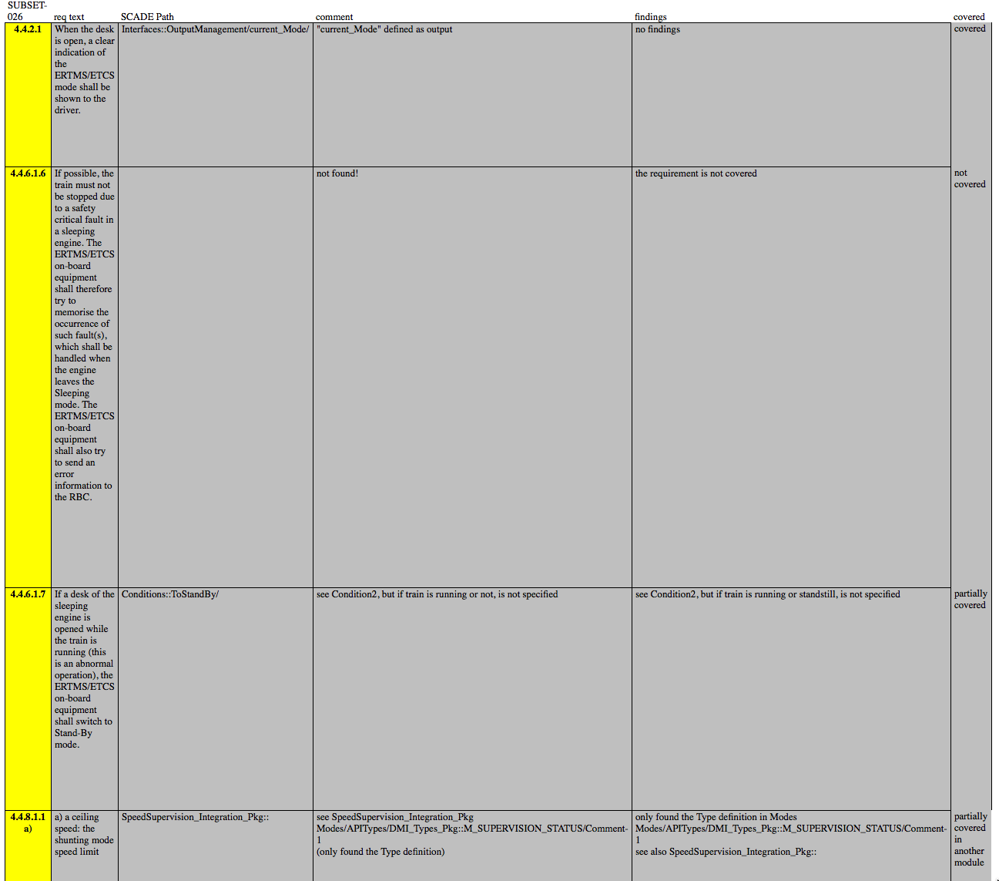 SUBSET-
026 req text SCADE Path comment findings covered
4.4.2.1 When the desk Interfaces::OutputManagement/current_Mode/ "current_Mode" defined as output no findings covered
is open, a clear
indication of
the
ERTMS/ETCS
mode shall be
shown to the
driver.
4.4.6.1.6 If possible, the not found! the requirement is not covered not
train must not covered
be stopped due
to a safety
critical fault in
a sleeping
engine. The
ERTMS/ETCS
on-board
equipment
shall therefore
try to
memorise the
occurrence of
such fault(s),
which shall be
handled when
the engine
leaves the
Sleeping
mode. The
ERTMS/ETCS
on-board
equipment
shall also try
to send an
error
information to
the RBC.
4.4.6.1.7 If a desk of the Conditions::ToStandBy/ see Condition2, but if train is running or not, is not specified see Condition2, but if train is running or standstill, is not specified partially
sleeping covered
engine is
opened while
the train is
running (this
is an abnormal
operation), the
ERTMS/ETCS
on-board
equipment
shall switch to
Stand-By
mode.
4.4.8.1.1 a) a ceiling SpeedSupervision_Integration_Pkg:: see SpeedSupervision_Integration_Pkg only found the Type definition in Modes partially
a) speed: the Modes/APITypes/DMI_Types_Pkg::M_SUPERVISION_STATUS/Comment- Modes/APITypes/DMI_Types_Pkg::M_SUPERVISION_STATUS/Comment- covered
shunting mode 1 1 in
speed limit (only found the Type definition) see also SpeedSupervision_Integration_Pkg:: another
module